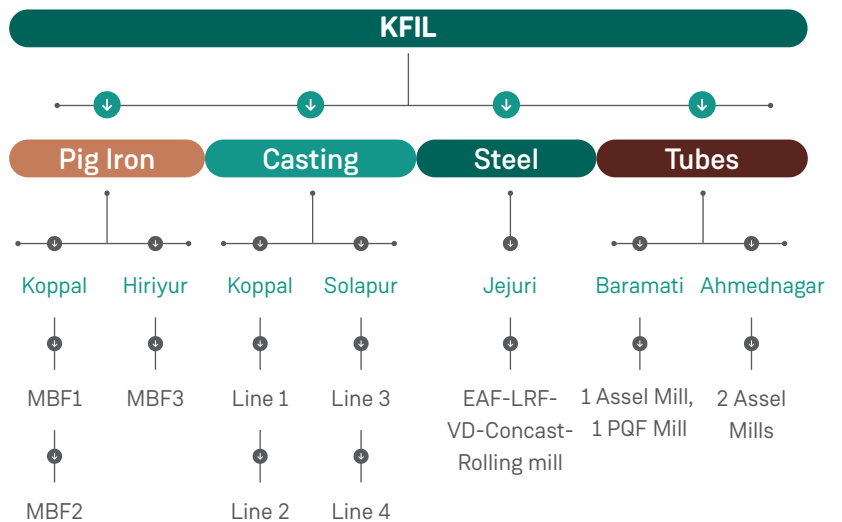 KFIL
Pig Iron
Casting
Steel
Tubes
Koppal
Hiriyur
Koppal
Solapur
Jejuri
Baramati
Ahmednagar
MBF1
MBF3
Line 1
Line 3
EAF-LRF-
VD-Concast-
Rolling mill
1 Assel Mill,
1 PQF Mill
2 Assel
Mills
MBF2
Line 2
Line 4